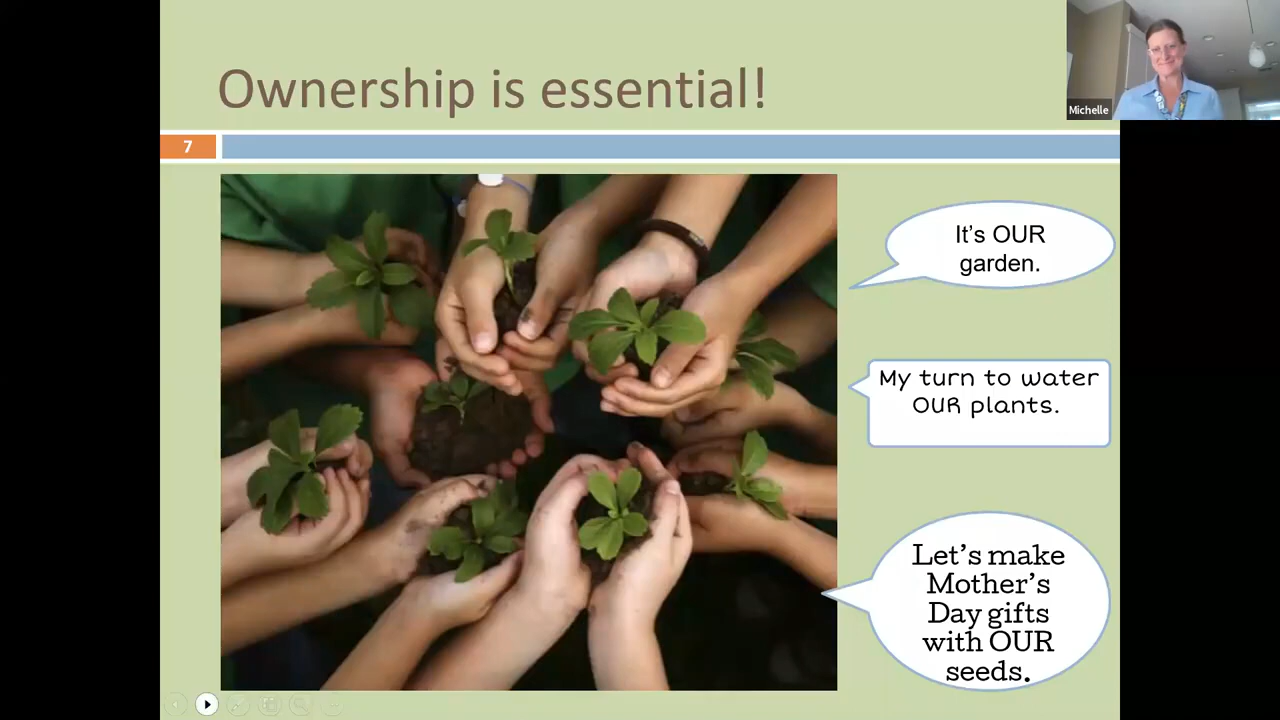 Ownership is essential!
Michelle
7
It's OUR
garden.
My turn to water
OUR plants.
Let's make
Mother's
Day gifts
with OUR
seeds.